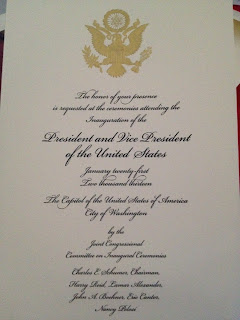 The honor of your presence
is requested at the ceremonies attending the
Inauguration of the
President and Vice President
of the United States
January twenty-first
Two thousand thirteen
The Capitol of the United States of America
City of Washington
by the
Joint Congressional
Committee on Inaugural Ceremonies
Charles E. Schumer, Chairman,
Harry Reid, Lamar Alexander,
John A. Boehner, Eric Cantor,
Nancy Pelosi